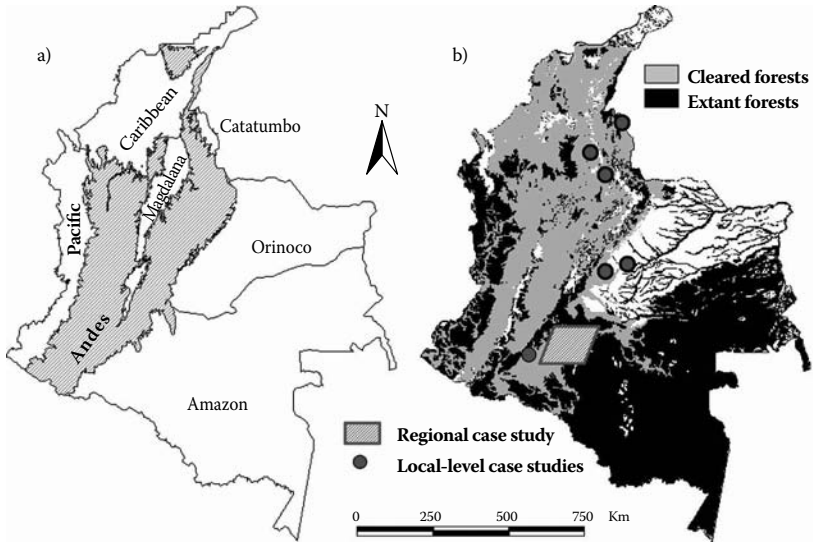 a)
Caribbean
Catatumbo
Magdalana
Pacific
Orinoco
Andes
Amazon
N
b)
Cleared forests
Extant forests
Regional case study
Local-level case studies
0 250 500 750 Km